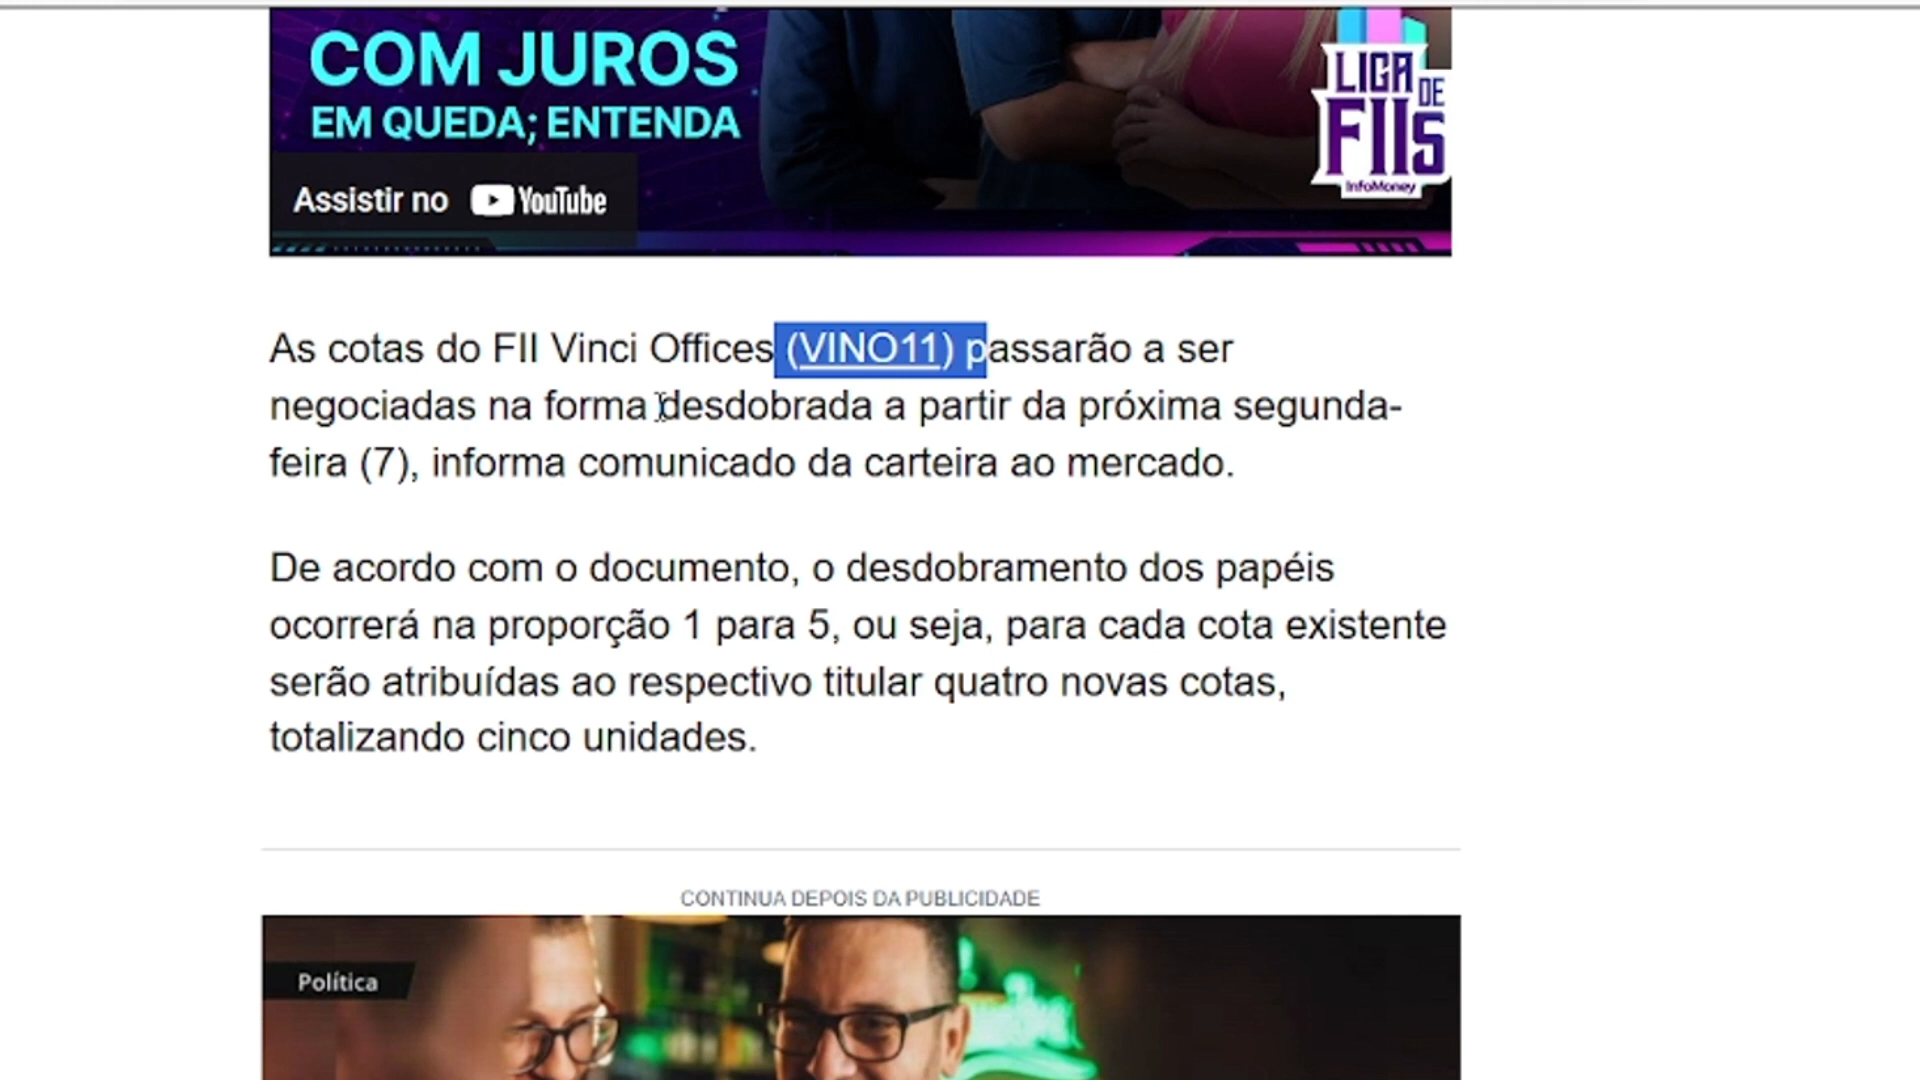 COM JUROS
EM QUEDA; ENTENDA
Assistir no YouTube
LIGA DE
FIIS
InfoMoney
As cotas do FII Vinci Offices (VINO11) passarão a ser
negociadas na forma desdobrada a partir da próxima segunda-
feira (7), informa comunicado da carteira ao mercado.
De acordo com o documento, o desdobramento dos papéis
ocorrerá na proporção 1 para 5, ou seja, para cada cota existente
serão atribuídas ao respectivo titular quatro novas cotas,
totalizando cinco unidades.
CONTINUA DEPOIS DA PUBLICIDADE
Política